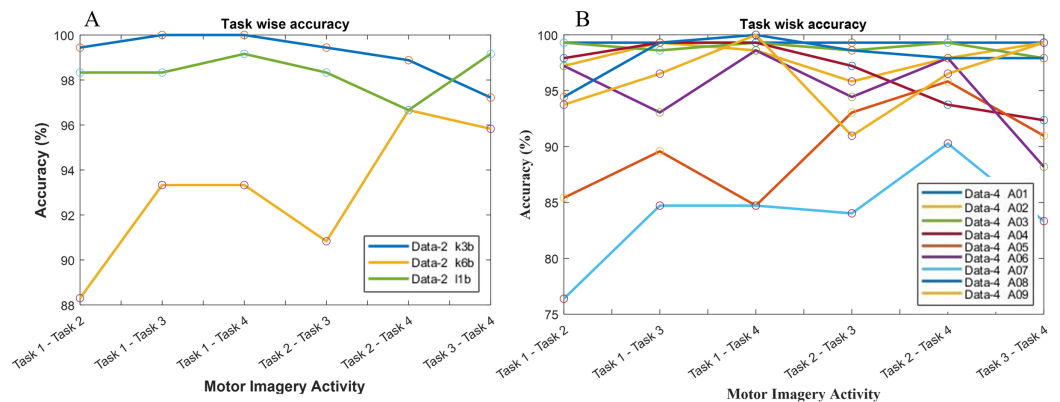 A
Task wise accuracy
Accuracy (%)
100
98
96
94
92
90
88
Data-2 k3b
Data-2 k6b
Data-2 l1b
Task 1 - Task 2
Task 1 - Task 3
Task 1 - Task 4
Task 2 - Task 3
Task 2 - Task 4
Task 3 - Task 4
Motor Imagery Activity
B
Task wisk accuracy
Accuracy (%)
100
95
90
85
80
75
Data-4 A01
Data-4 A02
Data-4 A03
Data-4 A04
Data-4 A05
Data-4 A06
Data-4 A07
Data-4 A08
Data-4 A09
Task 1 - Task 2
Task 1 - Task 3
Task 1 - Task 4
Task 2 - Task 3
Task 2 - Task 4
Task 3 - Task 4
Motor Imagery Activity